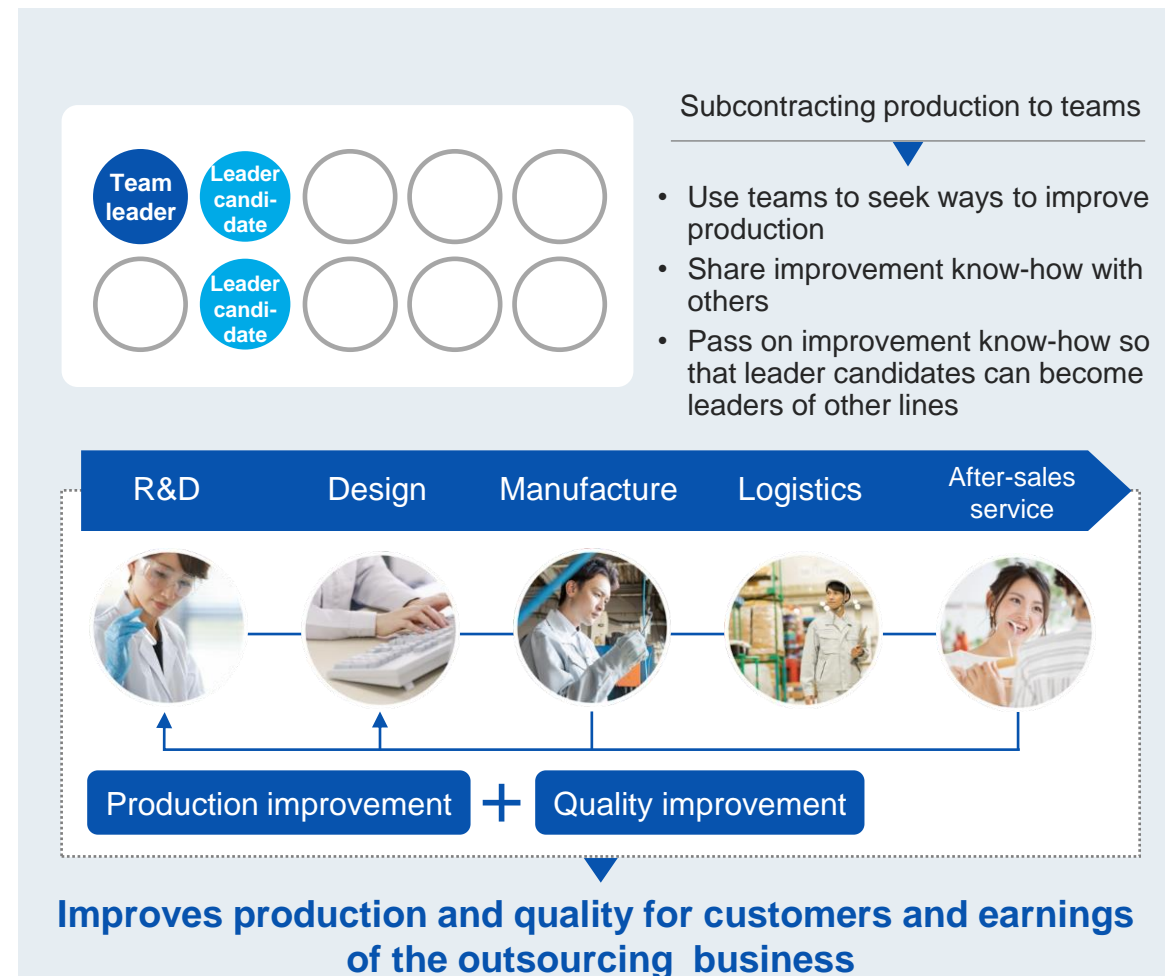 Subcontracting production to teams
Team
leader
Leader
candi-
date
Leader
candi-
date
• Use teams to seek ways to improve
production
• Share improvement know-how with
others
• Pass on improvement know-how so
that leader candidates can become
leaders of other lines
R&D
Design
Manufacture
Logistics
After-sales
service
Production improvement
+
Quality improvement
Improves production and quality for customers and earnings
of the outsourcing business